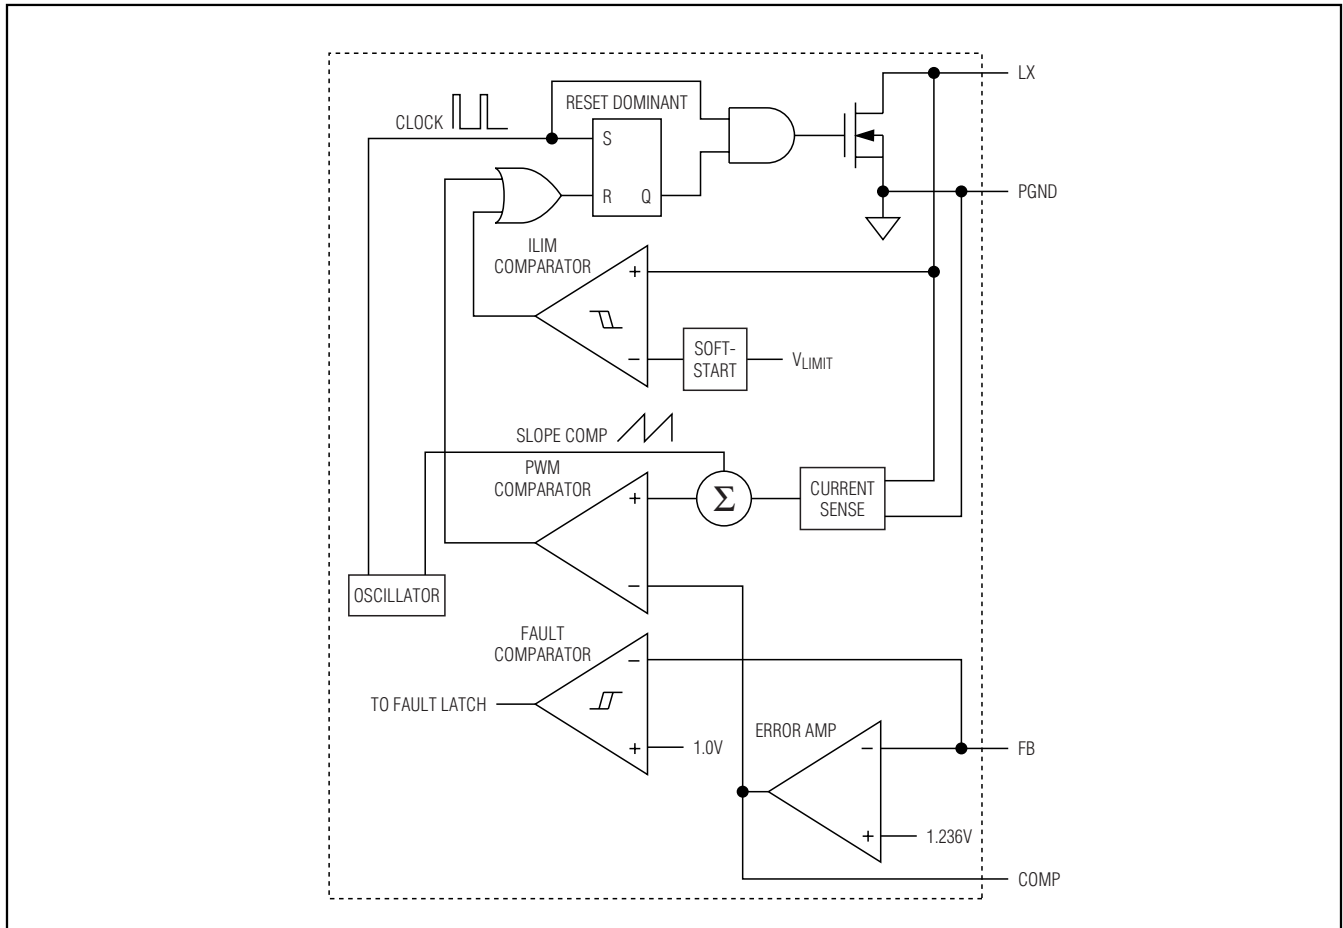 LX
RESET DOMINANT
CLOCK
S
R
Q
PGND
ILIM
COMPARATOR
+
−
SOFT-
START
VLIMIT
SLOPE COMP
PWM
COMPARATOR
+
−
Σ
CURRENT
SENSE
OSCILLATOR
FAULT
COMPARATOR
−
+
TO FAULT LATCH
1.0V
ERROR AMP
−
+
FB
1.236V
COMP